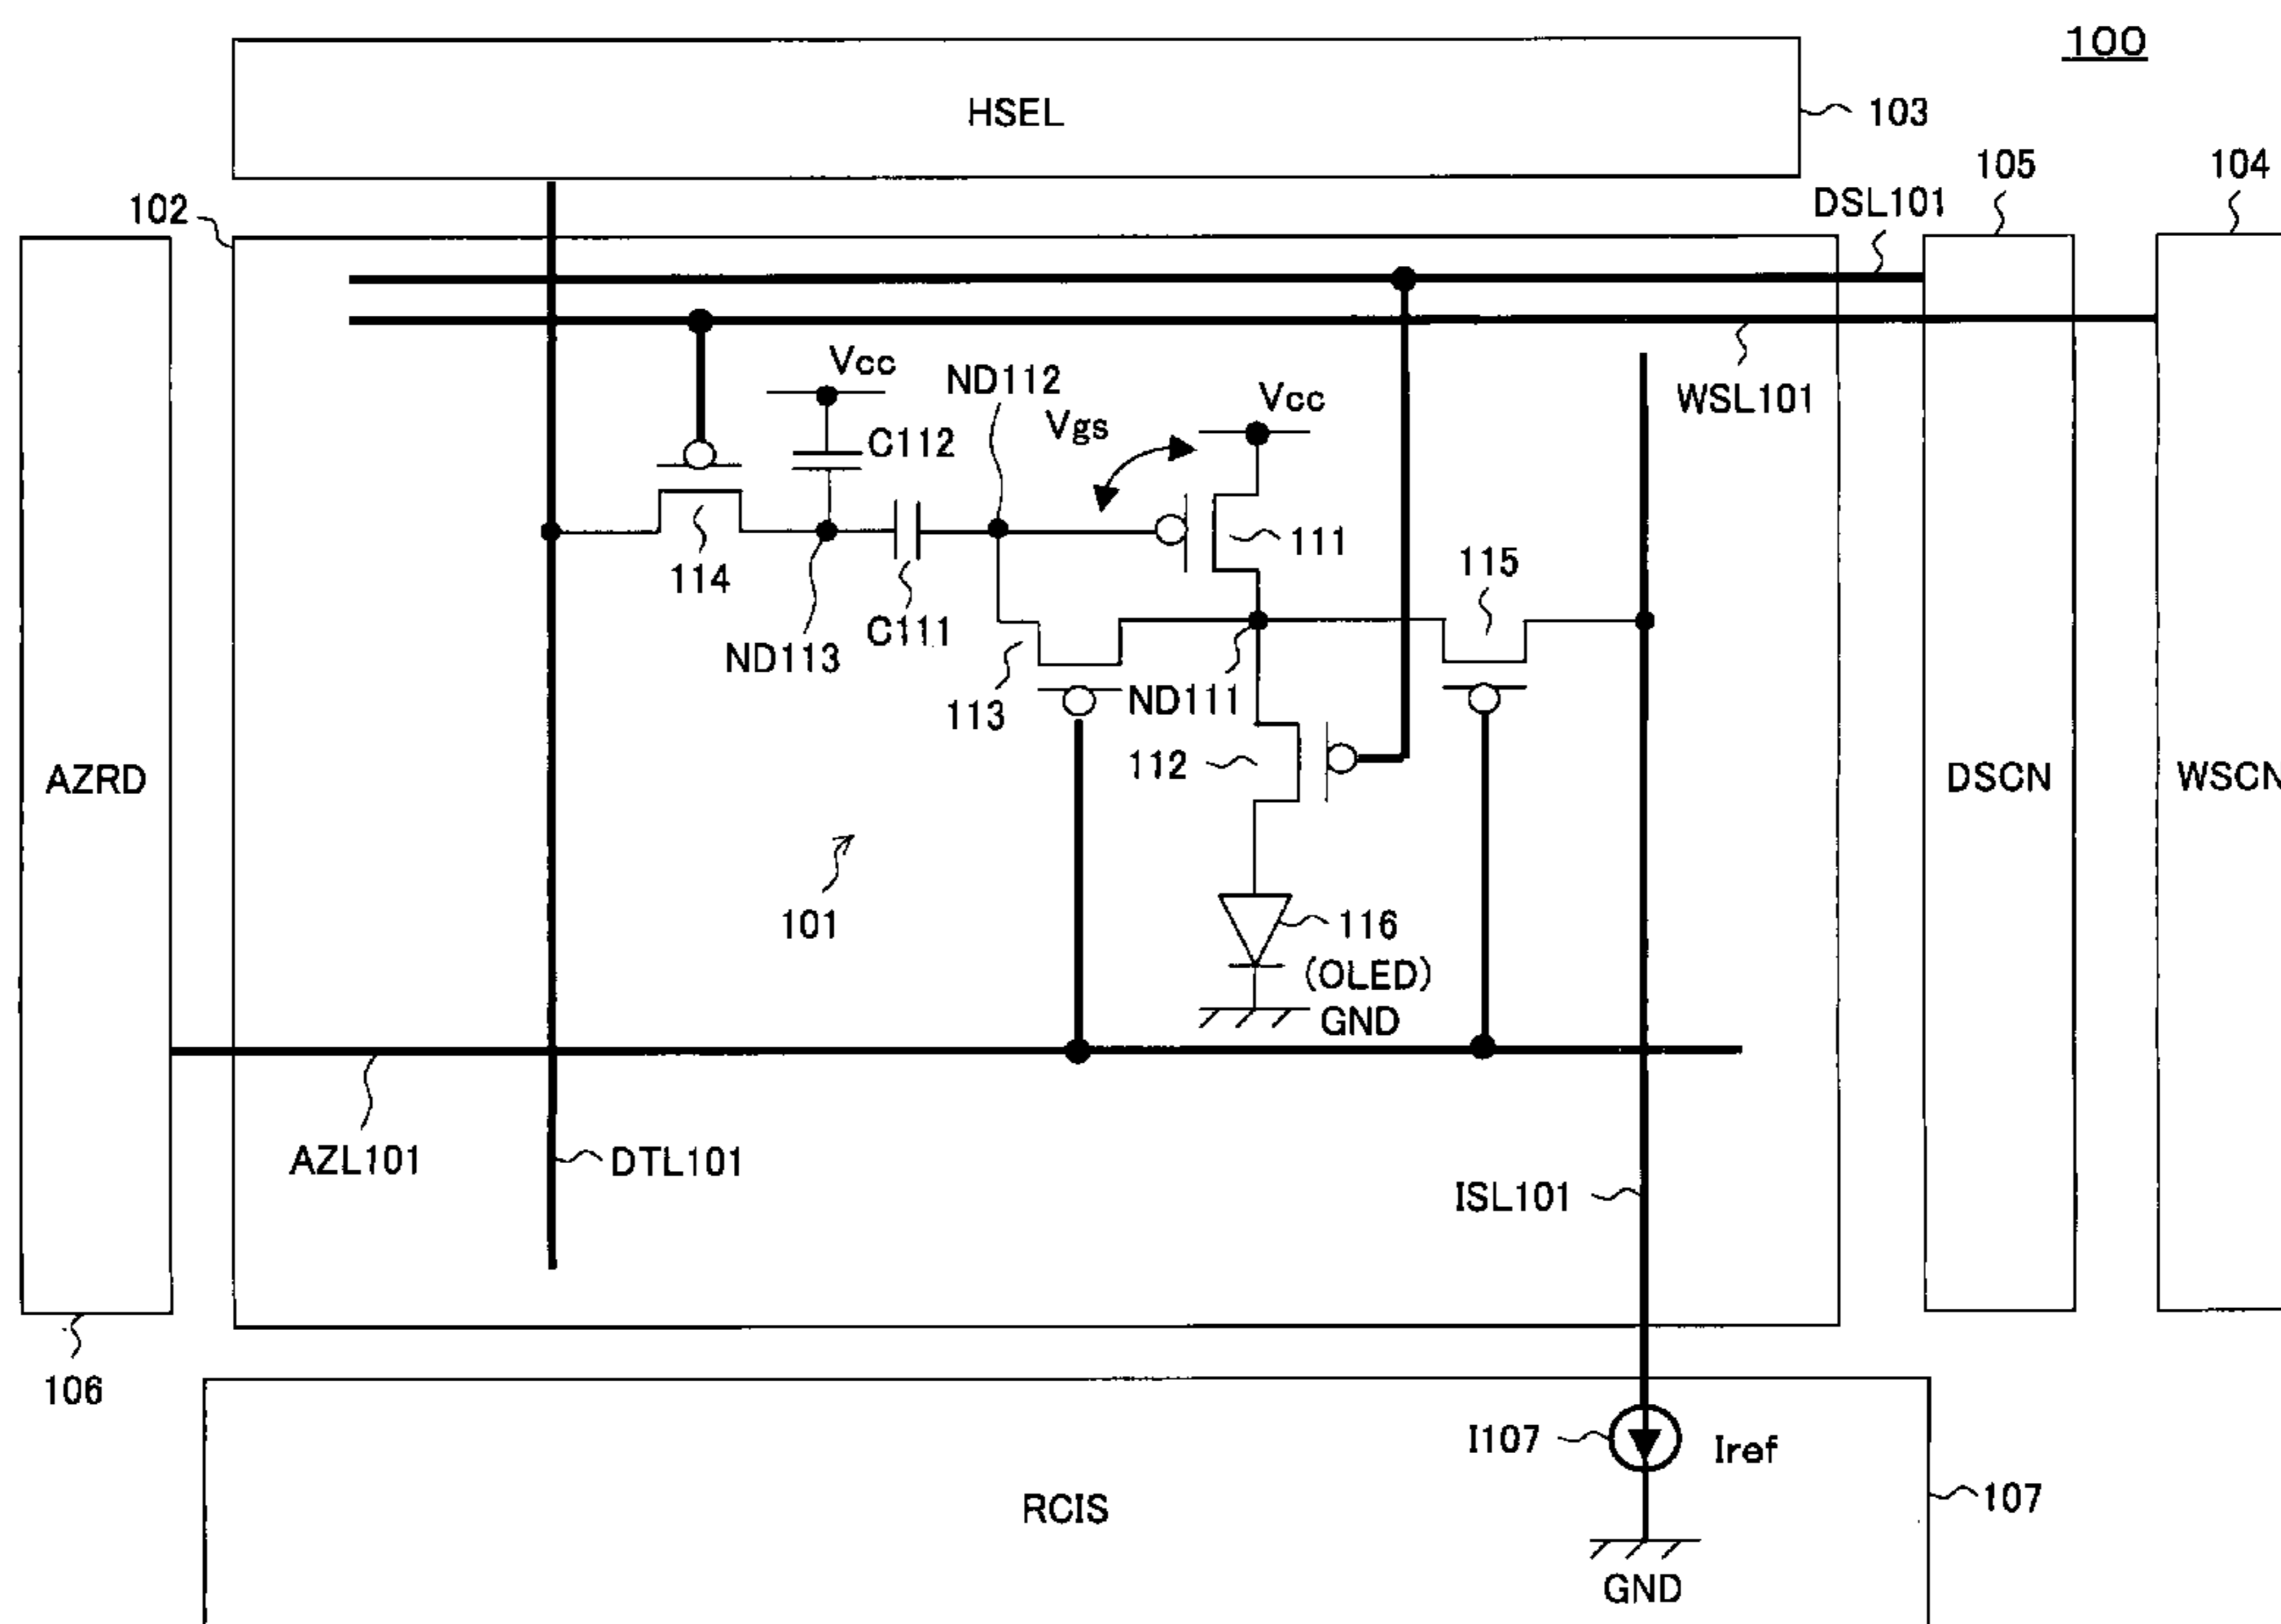 100
HSEL
103
105
104
DSL101
102
Vcc
ND112
Vgs
Vcc
WSL101
C112
111
115
114
C111
ND113
113
ND111
112
AZRD
DSCN
WSCN
101
116
(OLED)
GND
AZL101
DTL101
ISL101
106
I107
Iref
107
RCIS
GND